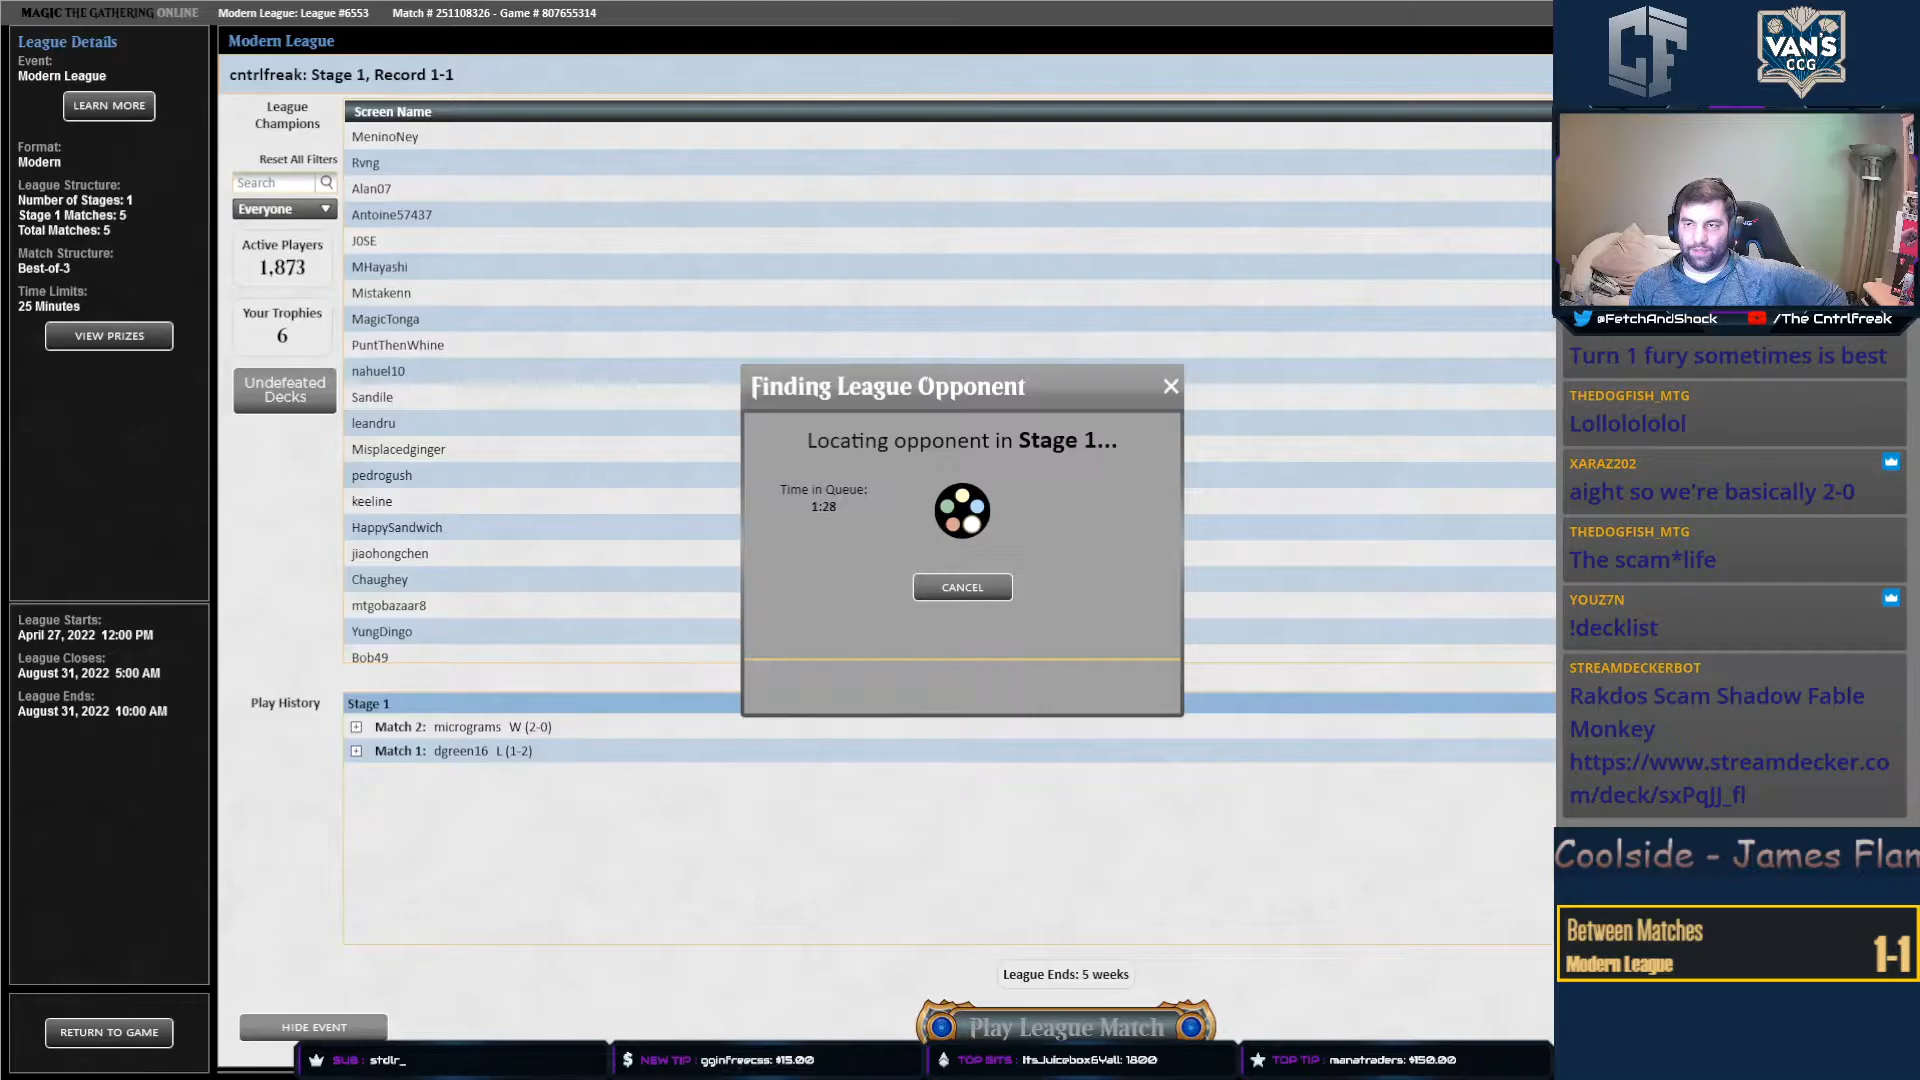 MAGIC THE GATHERING ONLINE
Modern League: League #6553
Match # 251108326 - Game # 807655314
League Details
Event:
Modern League
LEARN MORE
Format:
Modern
League Structure:
Number of Stages: 1
Stage 1 Matches: 5
Total Matches: 5
Match Structure:
Best-of-3
Time Limits:
25 Minutes
VIEW PRIZES
League Starts:
April 27, 2022 12:00 PM
League Closes:
August 31, 2022 5:00 AM
League Ends:
August 31, 2022 10:00 AM
RETURN TO GAME
Modern League
cntrlfreak: Stage 1, Record 1-1
League
Champions
Reset All Filters
Search
Everyone
Active Players
1,873
Your Trophies
6
Undefeated
Decks
Screen Name
MeninoNey
Rvng
Alan07
Antoine57437
J0SE
MHayashi
Mistakenn
MagicTonga
PuntThenWhine
nahuel10
Sandile
leandru
Misplacedginger
pedrogush
keeline
HappySandwich
jiaohongchen
Chaughey
mtgobazaar8
YungDingo
Bob49
Finding League Opponent
Locating opponent in Stage 1...
Time in Queue:
1:28
CANCEL
Play History
Stage 1
Match 2: micrograms W (2-0)
Match 1: dgreen16 L (1-2)
League Ends: 5 weeks
Play League Match
HIDE EVENT
SUB : stdlr_
NEW TIP : gginfreecss: $15.00
TOP BITS : ItsJuicebox6Yall: 1800
TOP TIP : manatraders: $150.00
CF
VAN'S
CCG
@FetchAndShock
/The Cntrlfreak
Turn 1 fury sometimes is best
THEDOGFISH_MTG
Lollolololol
XARAZ202
aight so we're basically 2-0
THEDOGFISH_MTG
The scam*life
YOUZ7N
!decklist
STREAMDECKERBOT
Rakdos Scam Shadow Fable
Monkey
https://www.streamdecker.co
m/deck/sxPqJJ_fl
Coolside - James Flam
Between Matches
Modern League
1-1